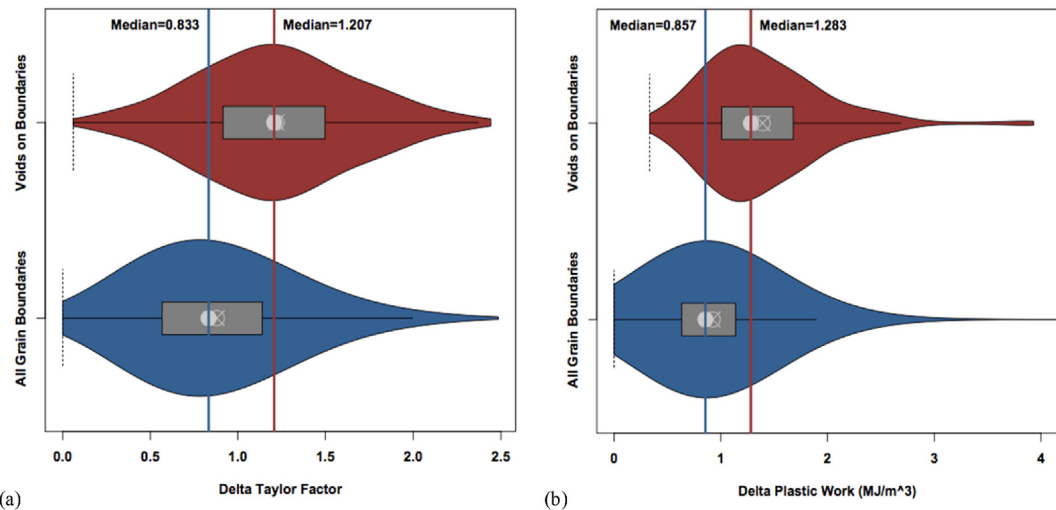 Median=0.833 Median=1.207
Voids on Boundaries
All Grain Boundaries
0.0 0.5 1.0 1.5 2.0 2.5
Delta Taylor Factor
(a)
Median=0.857 Median=1.283
Voids on Boundaries
All Grain Boundaries
0 1 2 3 4
Delta Plastic Work (MJ/m^3)
(b)